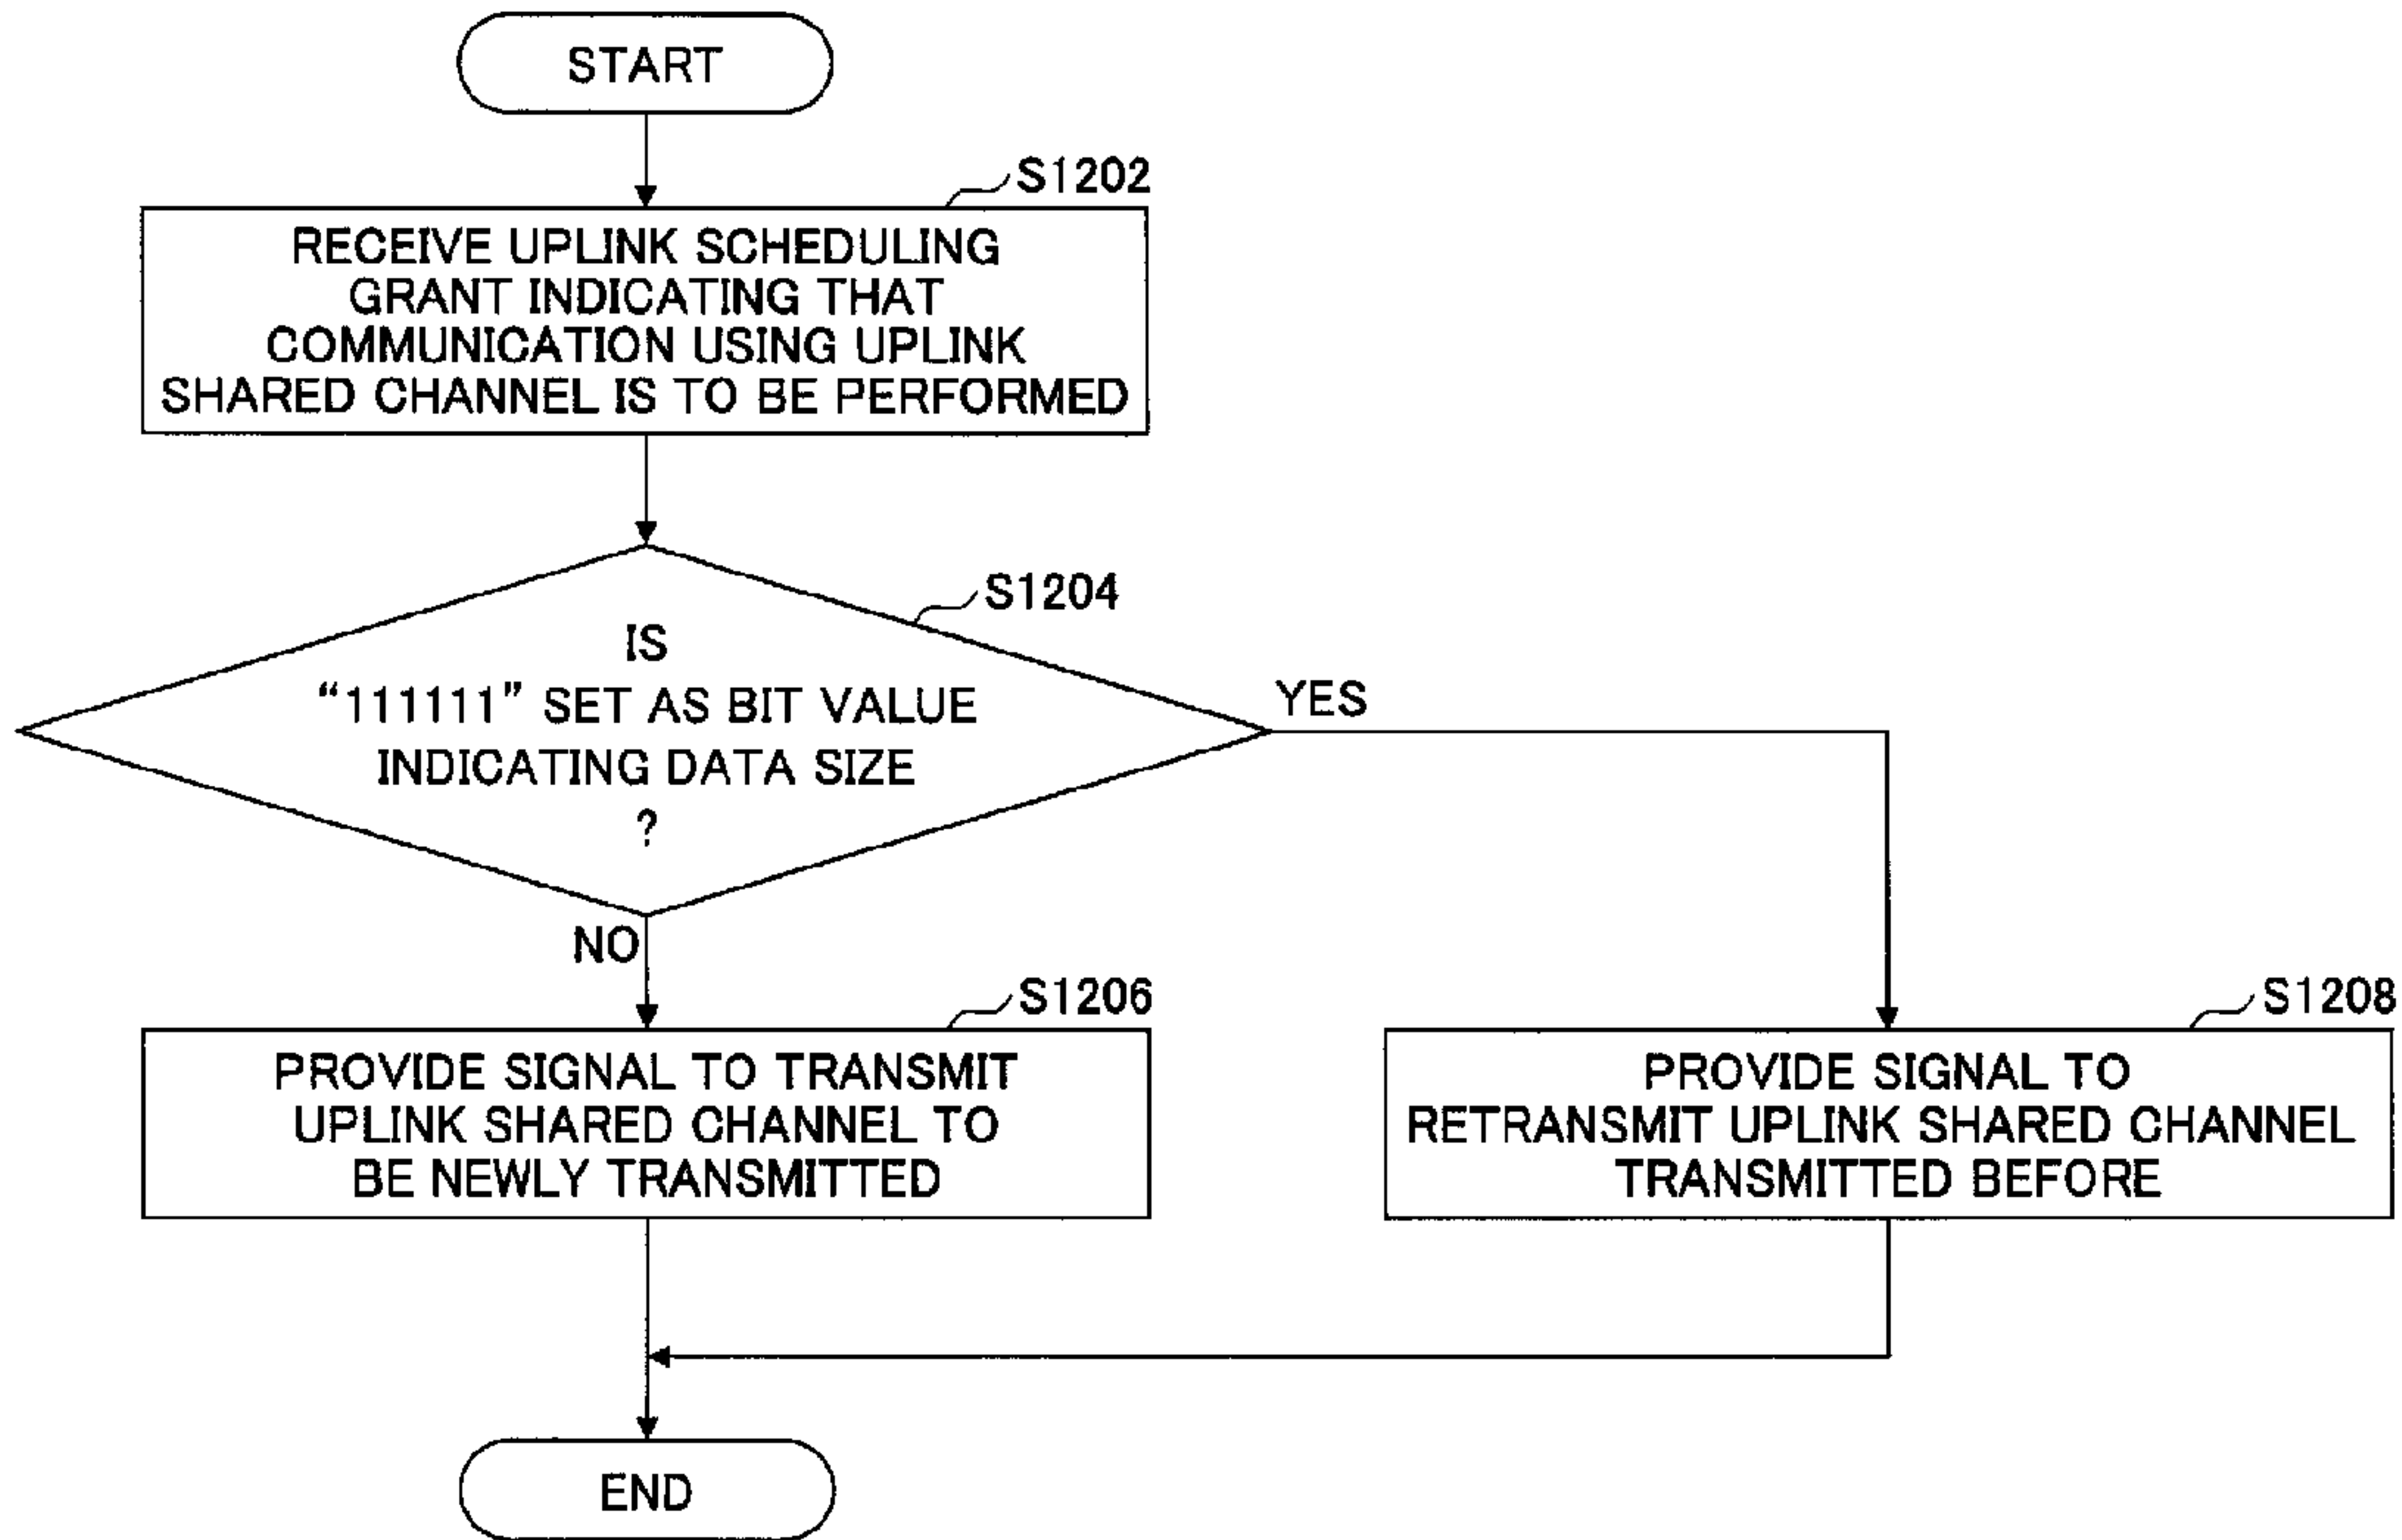 START
S1202
RECEIVE UPLINK SCHEDULING
GRANT INDICATING THAT
COMMUNICATION USING UPLINK
SHARED CHANNEL IS TO BE PERFORMED
S1204
IS
“111111” SET AS BIT VALUE
INDICATING DATA SIZE
?
YES
NO
S1206
PROVIDE SIGNAL TO TRANSMIT
UPLINK SHARED CHANNEL TO
BE NEWLY TRANSMITTED
S1208
PROVIDE SIGNAL TO
RETRANSMIT UPLINK SHARED CHANNEL
TRANSMITTED BEFORE
END